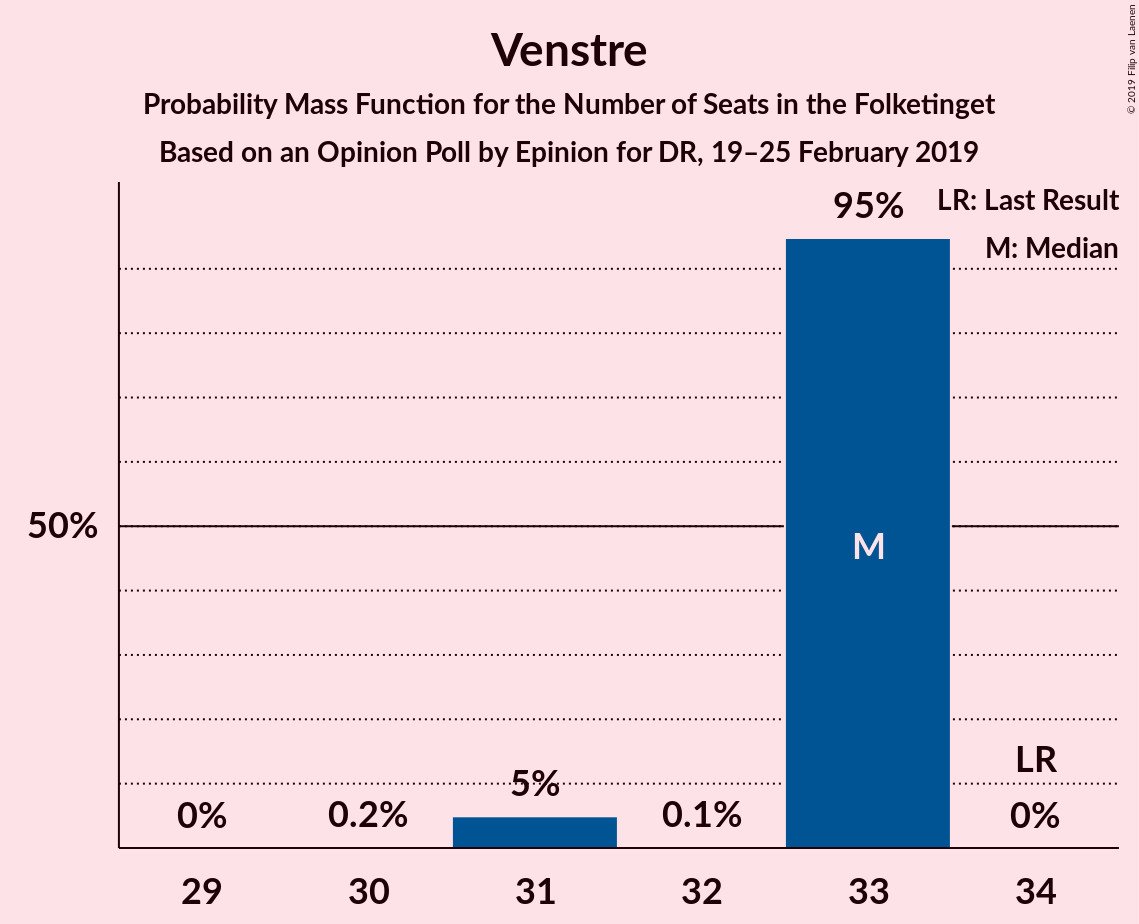 Venstre
Probability Mass Function for the Number of Seats in the Folketinget
Based on an Opinion Poll by Epinion for DR, 19–25 February 2019
© 2019 Filip van Laenen
LR: Last Result
M: Median
95%
50%
M
LR
5%
0%
0.2%
0.1%
0%
29
30
31
32
33
34